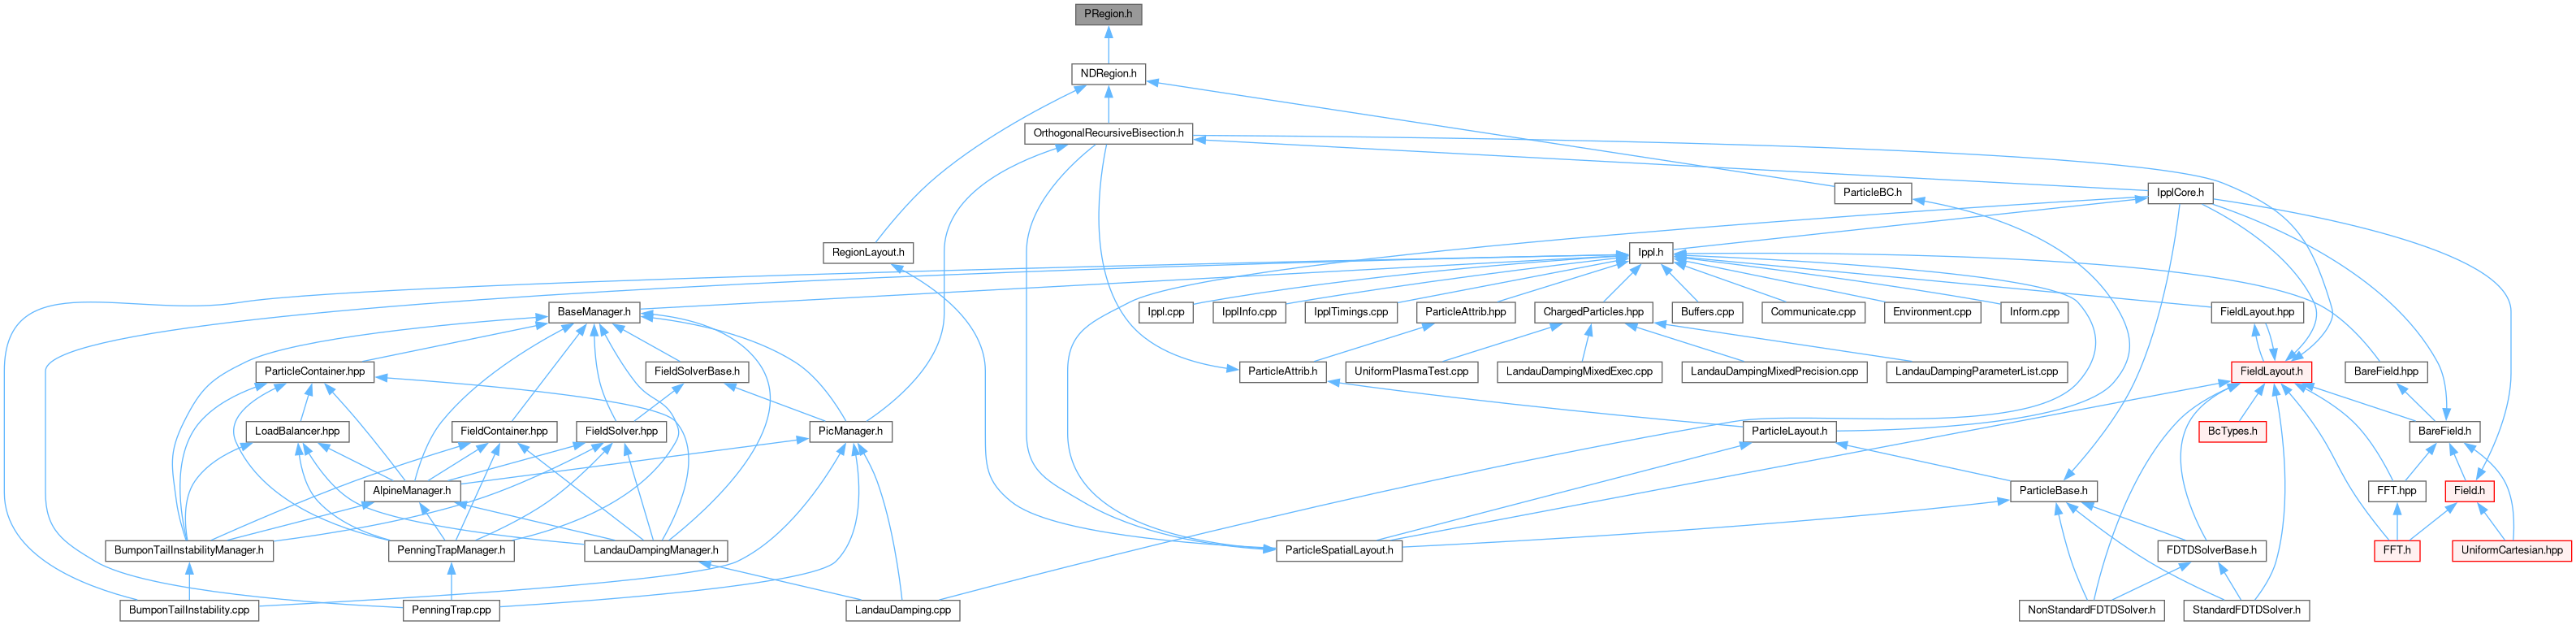 PRegion.h
NDRegion.h
OrthogonalRecursiveBisection.h
ParticleBC.h
IpplCore.h
RegionLayout.h
Ippl.h
BaseManager.h
Ippl.cpp
IpplInfo.cpp
IpplTimings.cpp
ParticleAttrib.hpp
ChargedParticles.hpp
Buffers.cpp
Communicate.cpp
Environment.cpp
Inform.cpp
FieldLayout.hpp
ParticleContainer.hpp
FieldSolverBase.h
ParticleAttrib.h
UniformPlasmaTest.cpp
LandauDampingMixedExec.cpp
LandauDampingMixedPrecision.cpp
LandauDampingParameterList.cpp
FieldLayout.h
BareField.hpp
LoadBalancer.hpp
FieldContainer.hpp
FieldSolver.hpp
PicManager.h
ParticleLayout.h
BcTypes.h
BareField.h
AlpineManager.h
ParticleBase.h
FFT.hpp
Field.h
BumponTailInstabilityManager.h
PenningTrapManager.h
LandauDampingManager.h
ParticleSpatialLayout.h
FDTDSolverBase.h
FFT.h
UniformCartesian.hpp
BumponTailInstability.cpp
PenningTrap.cpp
LandauDamping.cpp
NonStandardFDTDSolver.h
StandardFDTDSolver.h